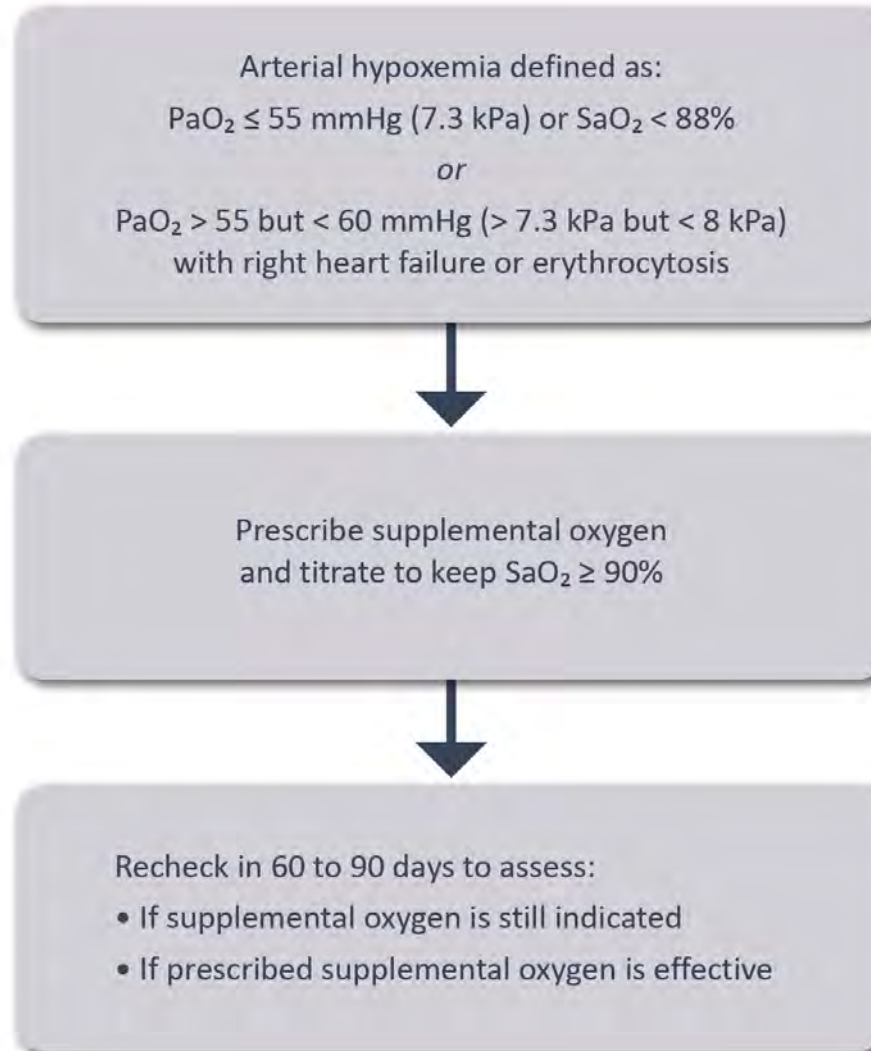 Arterial hypoxemia defined as:
PaO₂ ≤ 55 mmHg (7.3 kPa) or SaO₂ < 88%
or
PaO₂ > 55 but < 60 mmHg (> 7.3 kPa but < 8 kPa)
with right heart failure or erythrocytosis
Prescribe supplemental oxygen
and titrate to keep SaO₂ ≥ 90%
Recheck in 60 to 90 days to assess:
• If supplemental oxygen is still indicated
• If prescribed supplemental oxygen is effective